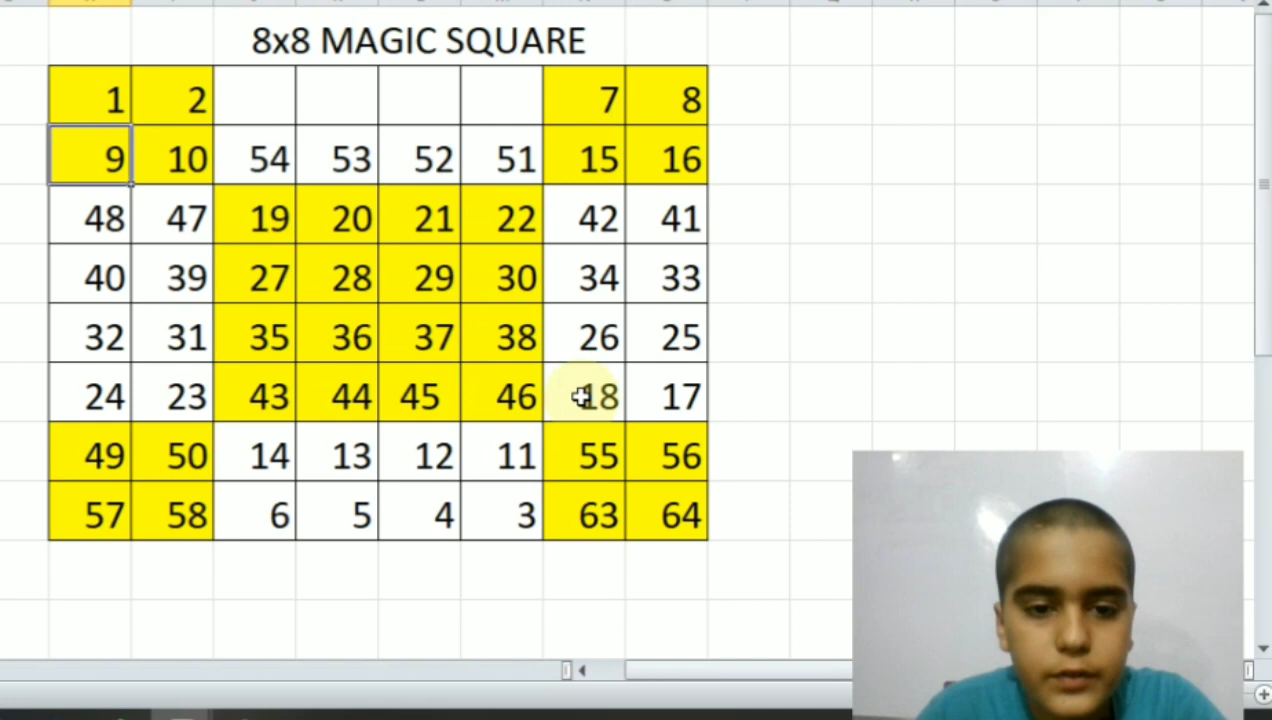 8x8 MAGIC SQUARE
1 2 7 8
9 10 54 53 52 51 15 16
48 47 19 20 21 22 42 41
40 39 27 28 29 30 34 33
32 31 35 36 37 38 26 25
24 23 43 44 45 46 18 17
49 50 14 13 12 11 55 56
57 58 6 5 4 3 63 64